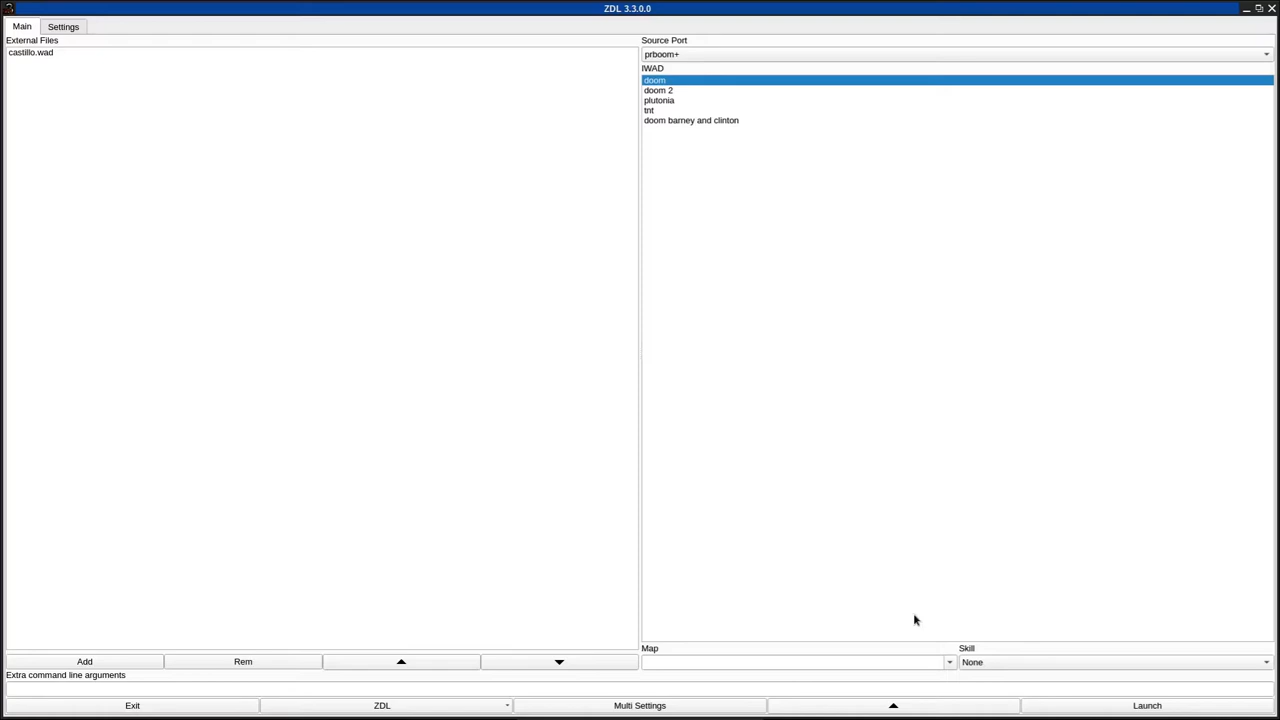 ZDL 3.3.0.0
Main Settings
External Files
castillo.wad
Source Port
prboom+
IWAD
doom
doom 2
plutonia
tnt
doom barney and clinton
Add Rem
Map Skill
None
Extra command line arguments
Exit ZDL Multi Settings Launch